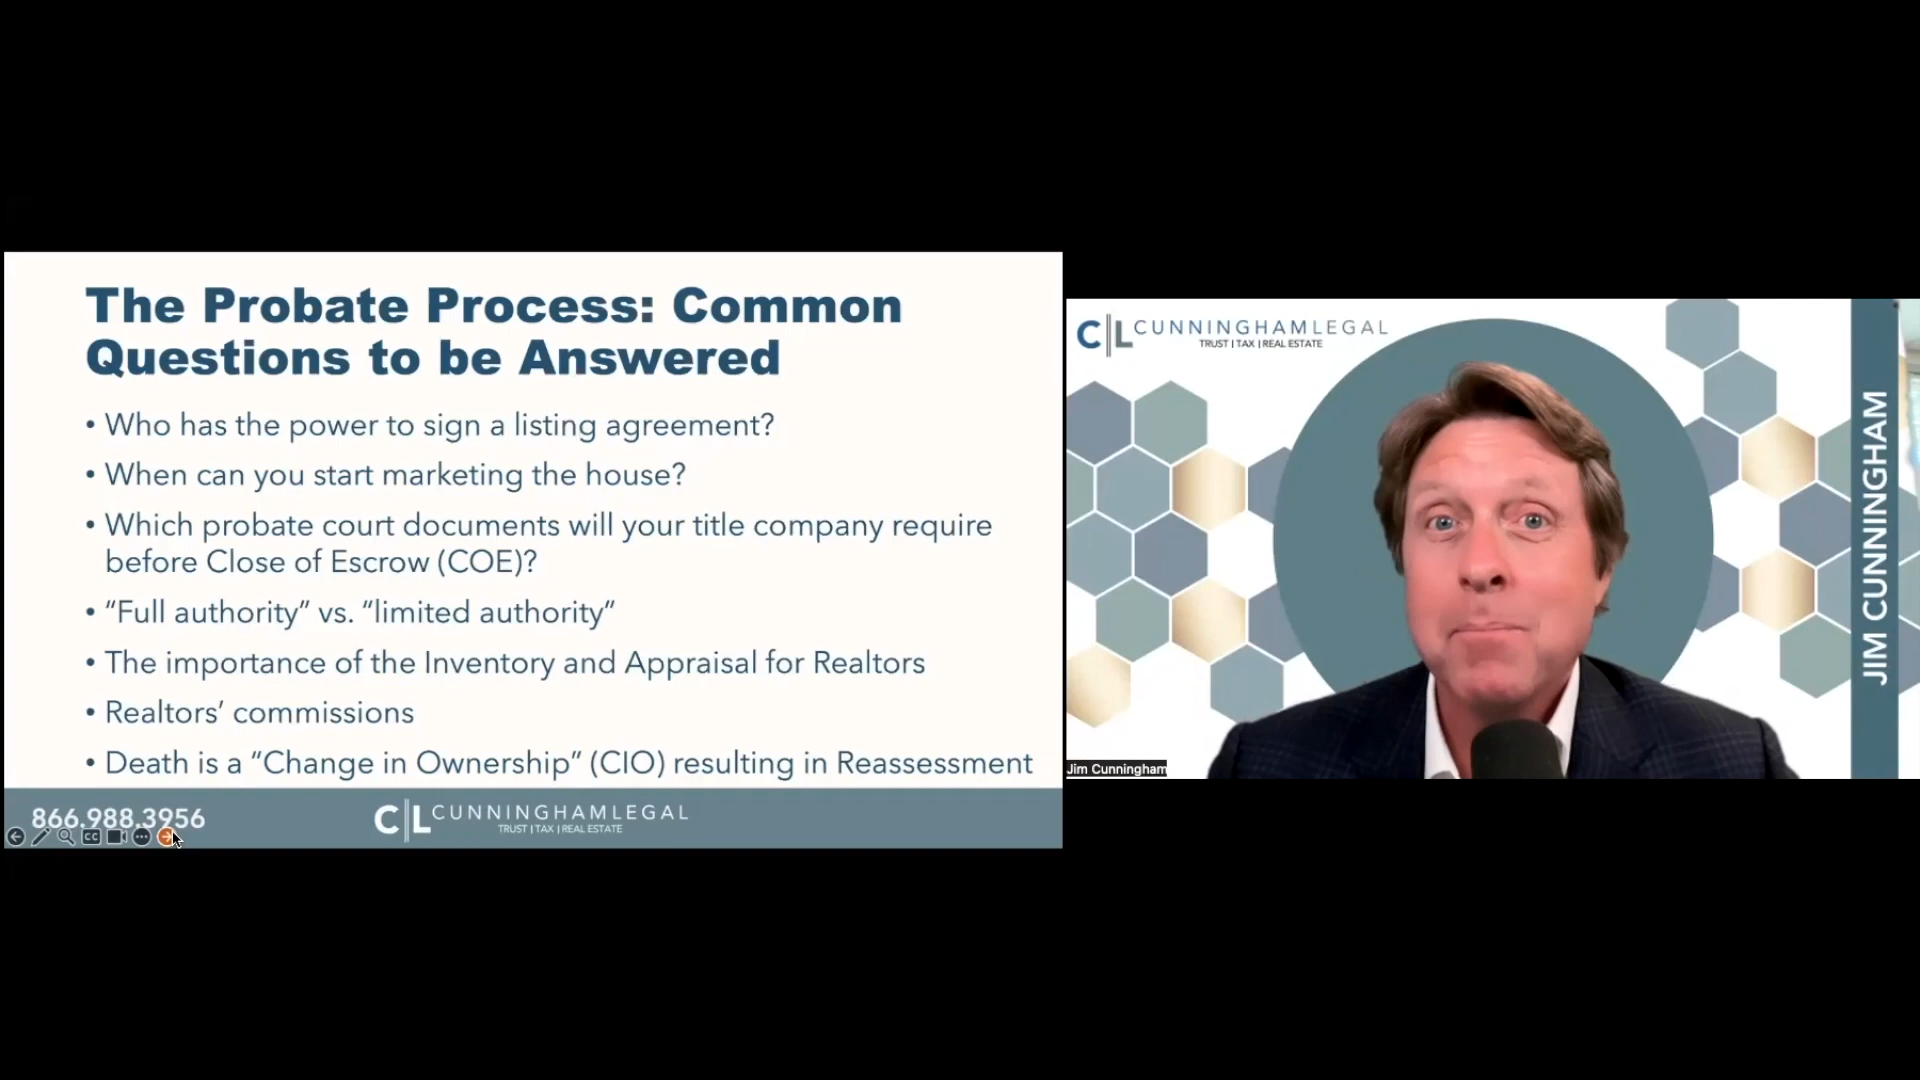 The Probate Process: Common
Questions to be Answered
• Who has the power to sign a listing agreement?
• When can you start marketing the house?
• Which probate court documents will your title company require
before Close of Escrow (COE)?
• “Full authority” vs. “limited authority”
• The importance of the Inventory and Appraisal for Realtors
• Realtors’ commissions
• Death is a “Change in Ownership” (CIO) resulting in Reassessment
866.988.3956
CL CUNNINGHAMLEGAL
TRUST | TAX | REAL ESTATE
CC
CL CUNNINGHAMLEGAL
TRUST | TAX | REAL ESTATE
JIM CUNNINGHAM
Jim Cunningham